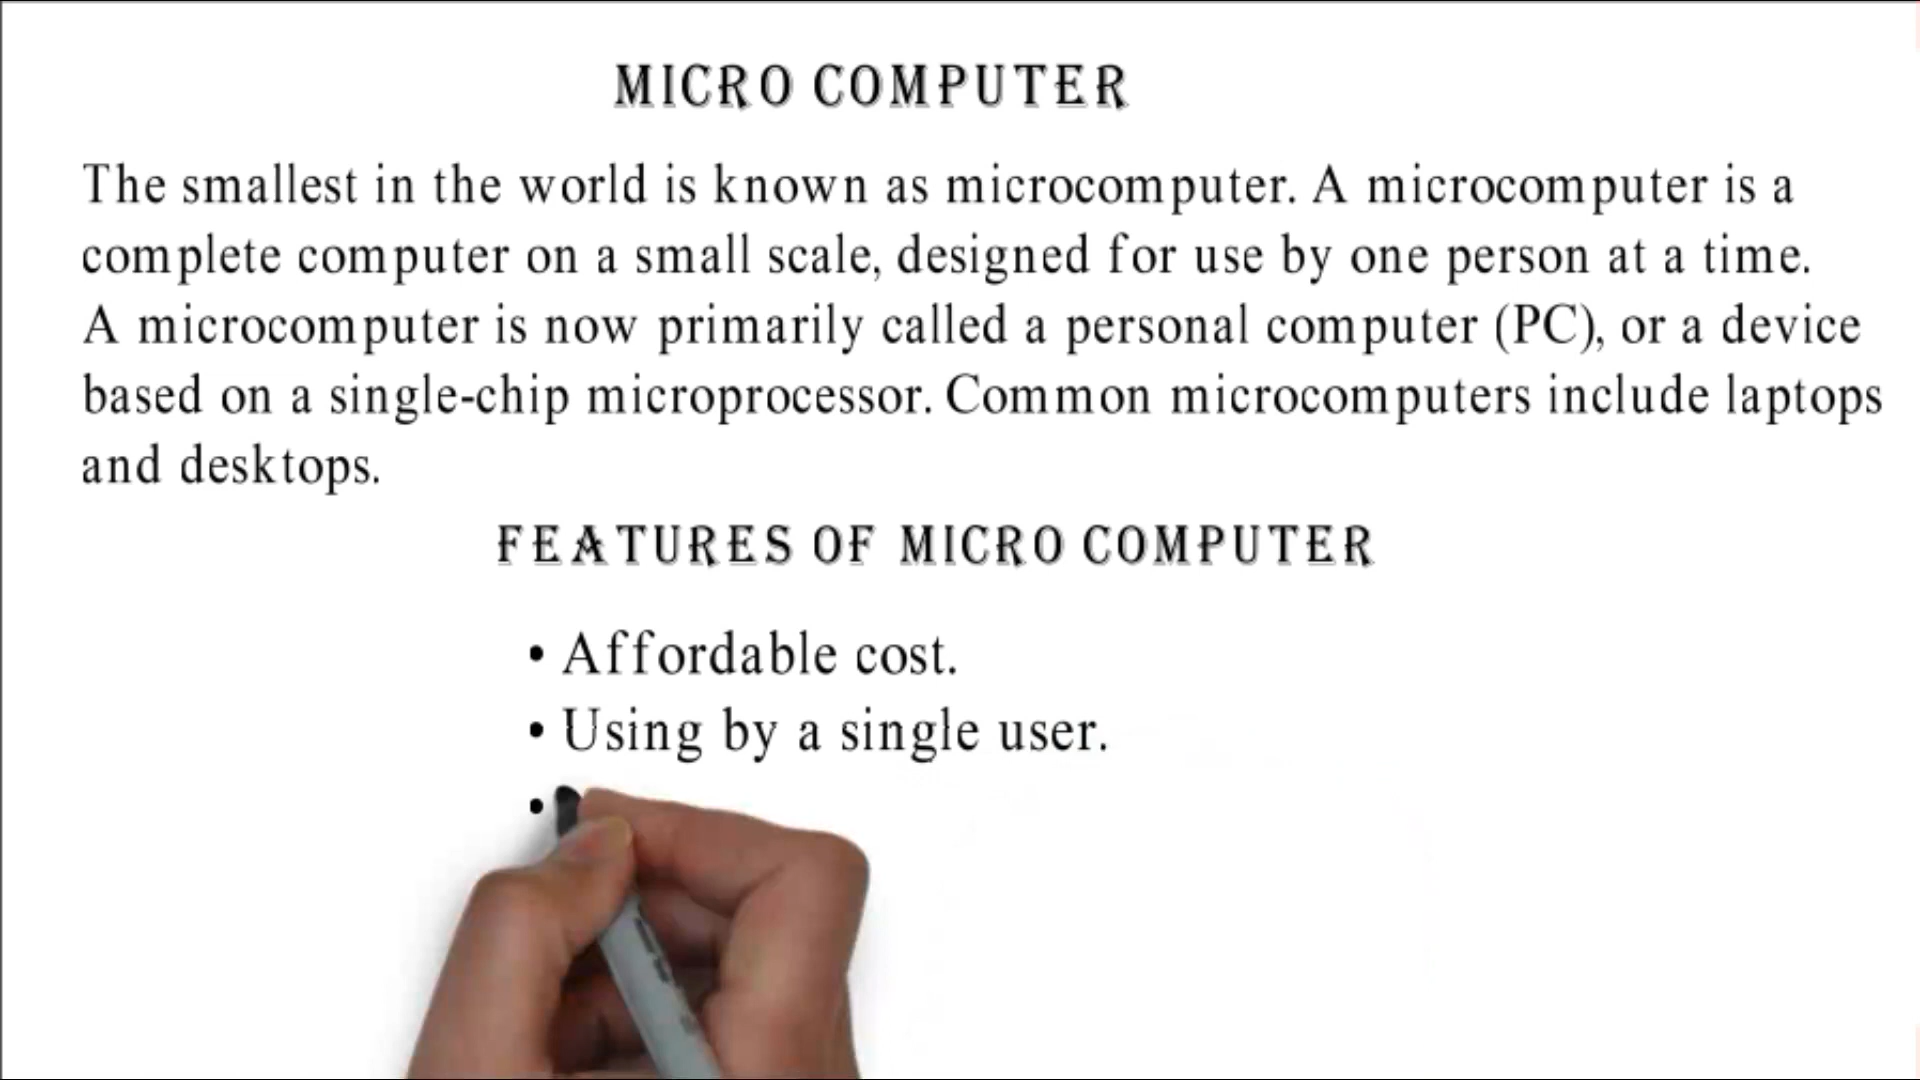 MICRO COMPUTER
The smallest in the world is known as microcomputer. A microcomputer is a
complete computer on a small scale, designed for use by one person at a time.
A microcomputer is now primarily called a personal computer (PC), or a device
based on a single-chip microprocessor. Common microcomputers include laptops
and desktops.
FEATURES OF MICRO COMPUTER
• Affordable cost.
• Using by a single user.
•